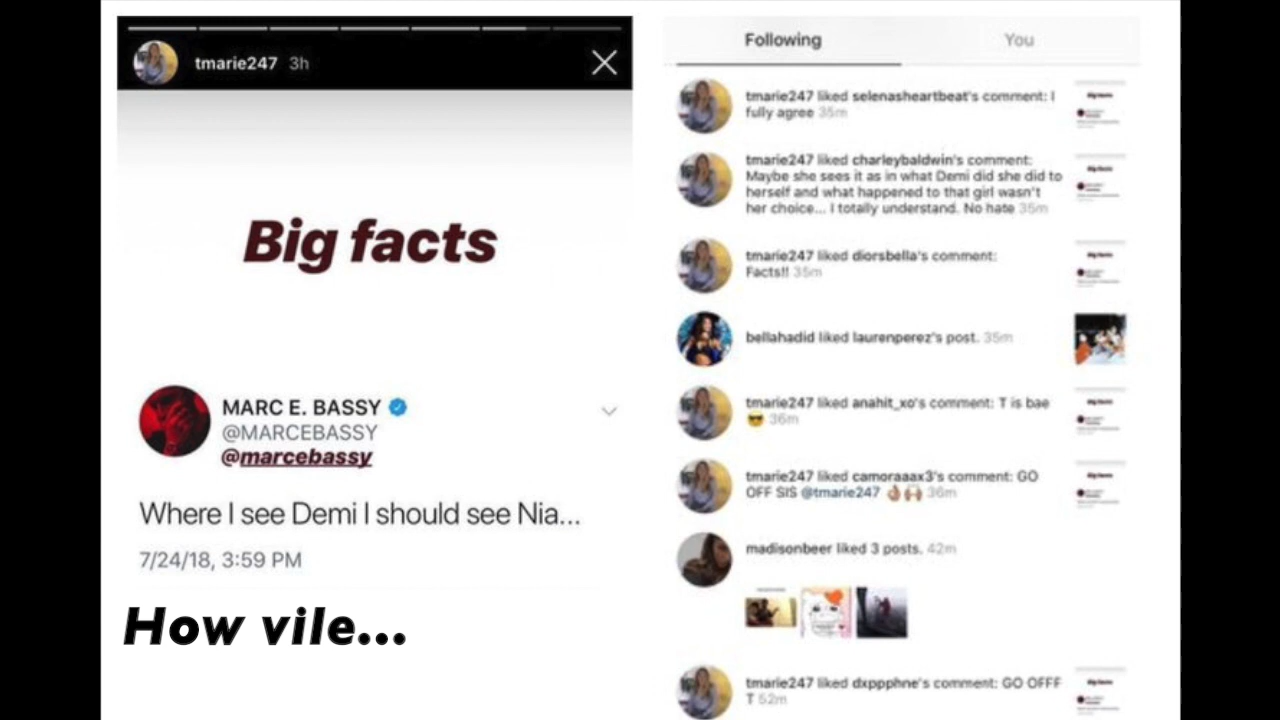 tmarie247 3h
Big facts
MARC E. BASSY
@MARCEBASSY
@marcebassy
Where I see Demi I should see Nia...
7/24/18, 3:59 PM
How vile...
Following You
tmarie247 liked selenasheartbeat's comment: I
fully agree 35m
tmarie247 liked charleybaldwin's comment:
Maybe she sees it as in what Demi did she did to
herself and what happened to that girl wasn't
her choice... I totally understand. No hate 35m
tmarie247 liked diorsbella's comment:
Facts!! 35m
bellahadid liked laurenperez's post. 35m
tmarie247 liked anahit_xo's comment: T is bae
😎 36m
tmarie247 liked camoraaax3's comment: GO
OFF SIS @tmarie247 👌🏽🙌🏽 36m
madisonbeer liked 3 posts. 42m
tmarie247 liked dxppphne's comment: GO OFFF
T 52m